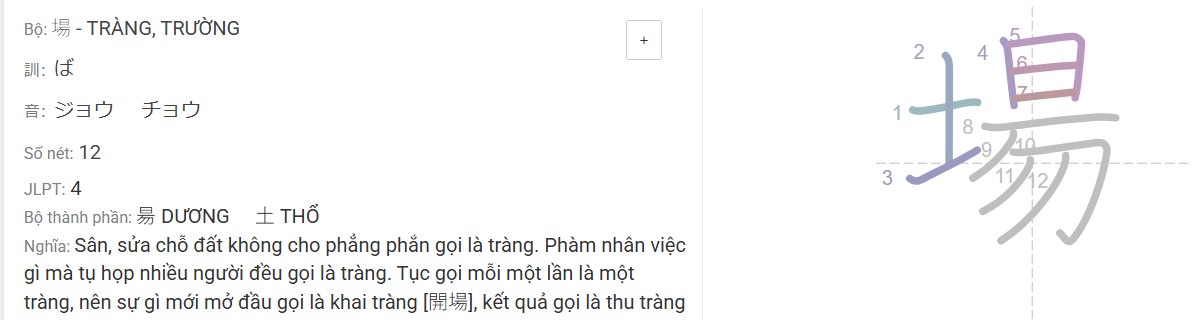 Bộ: 場 - TRÀNG, TRƯỜNG
+
訓: ば
音: ジョウ チョウ
Số nét: 12
JLPT: 4
Bộ thành phần: 昜 DƯƠNG 土 THỔ
Nghĩa: Sân, sửa chỗ đất không cho phẳng phắn gọi là tràng. Phàm nhân việc
gì mà tụ họp nhiều người đều gọi là tràng. Tục gọi mỗi một lần là một
tràng, nên sự gì mới mở đầu gọi là khai tràng [開場], kết quả gọi là thu tràng
場
1
2
3
4
5
6
7
8
9
10
11
12